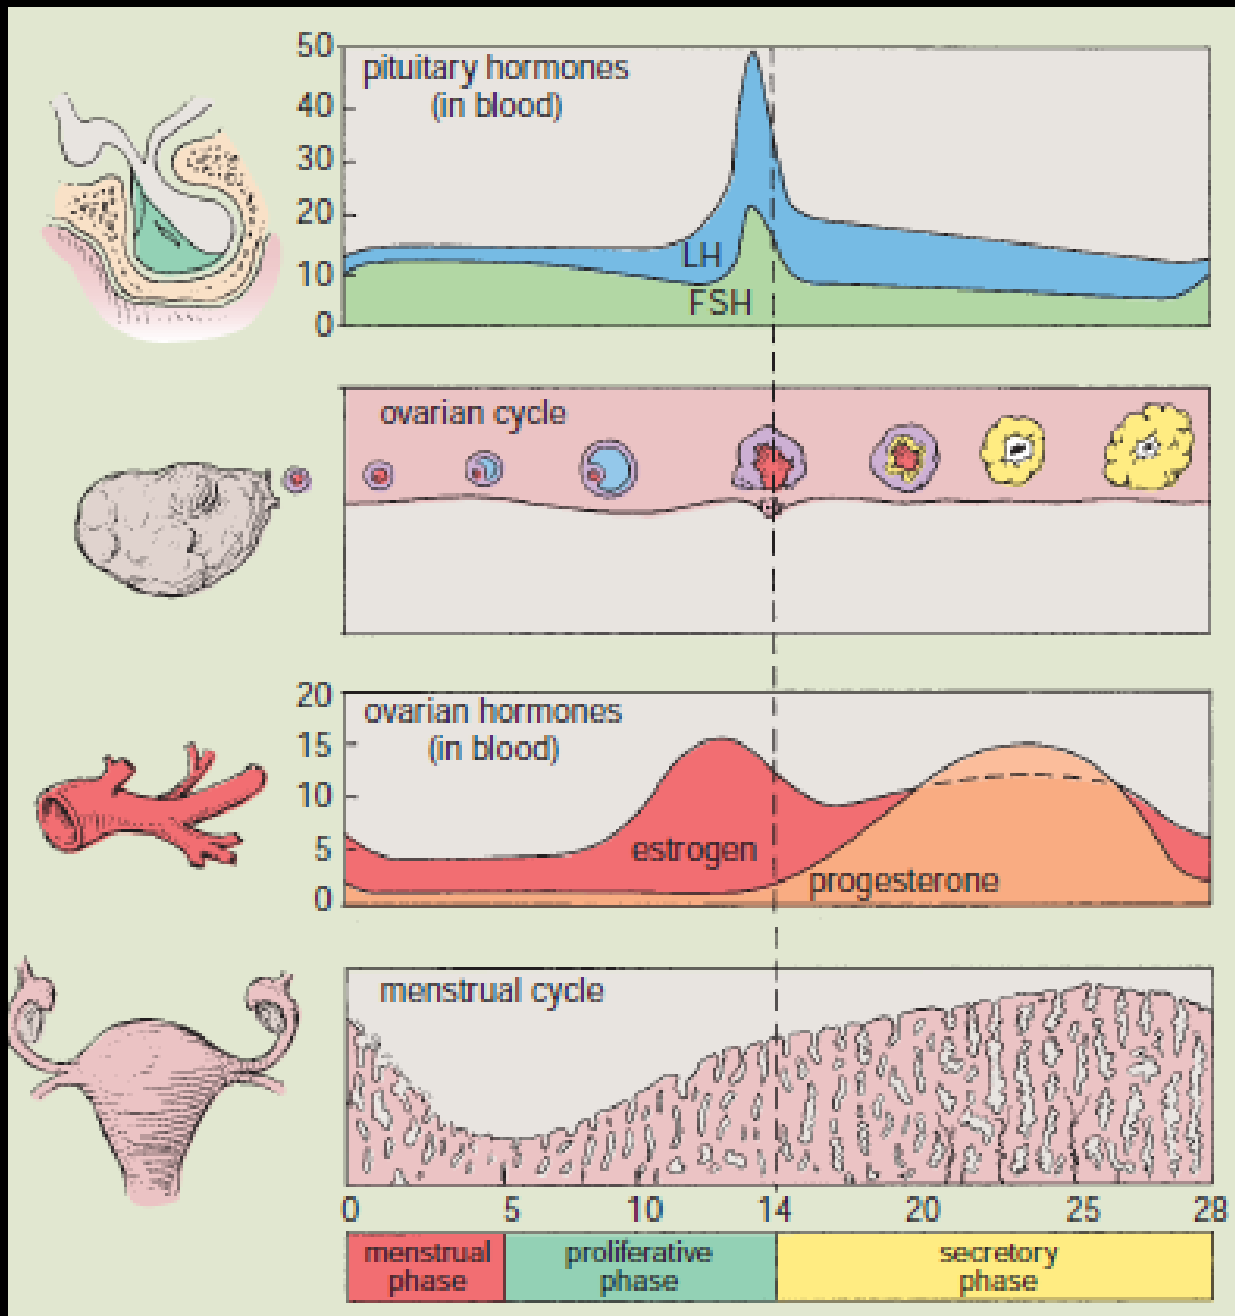 50
pituitary hormones
(in blood)
40
30
20
10
0
LH
FSH
ovarian cycle
20
ovarian hormones
(in blood)
15
10
5
0
estrogen
progesterone
menstrual cycle
0 5 10 14 20 25 28
menstrual
phase
proliferative
phase
secretory
phase